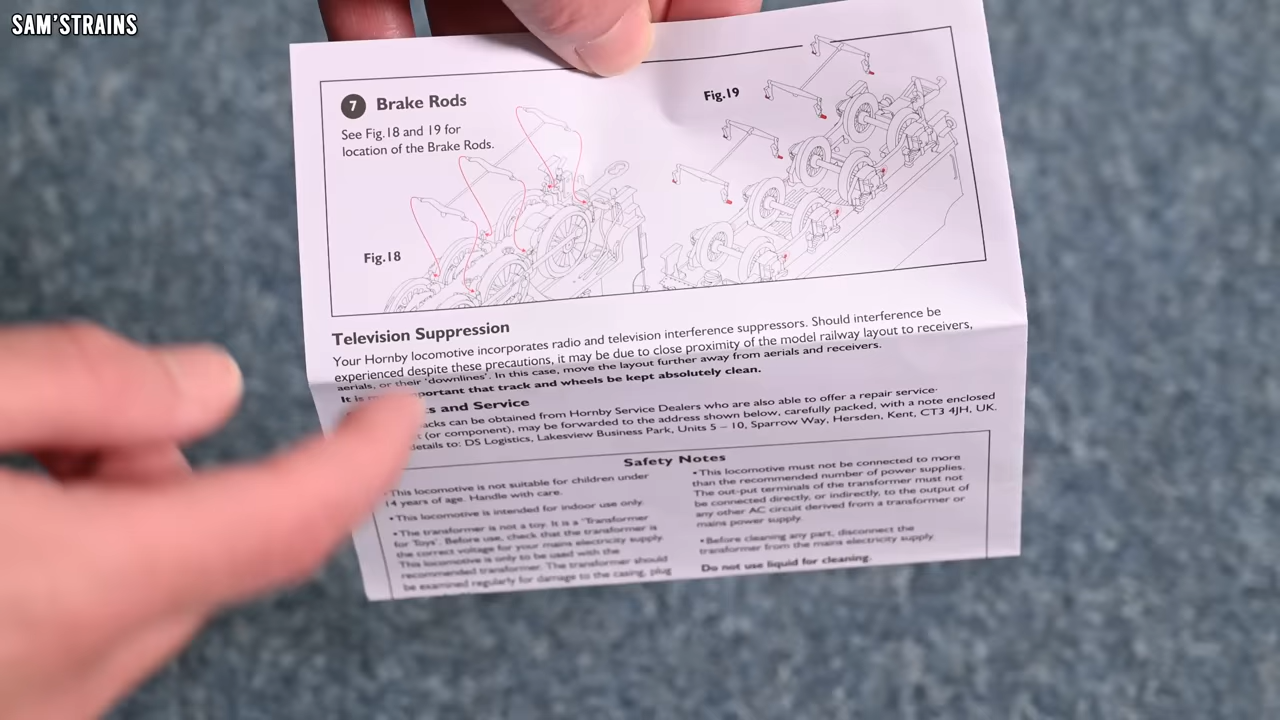 SAM'STRAINS
7 Brake Rods
See Fig.18 and 19 for
location of the Brake Rods.
Fig.18
Fig.19
Television Suppression
Your Hornby locomotive incorporates radio and television interference suppressors. Should interference be
experienced despite these precautions, it may be due to close proximity of the model railway layout to receivers,
aerials, or their 'downlines'. In this case, move the layout further away from aerials and receivers.
It is portant that track and wheels be kept absolutely clean.
ts and Service
acks can be obtained from Hornby Service Dealers who are also able to offer a repair service.
(or component), may be forwarded to the address shown below, carefully packed, with a note enclosed
details to: DS Logistics, Lakesview Business Park, Units 5 – 10, Sparrow Way, Hersden, Kent, CT3 4JH, UK.
Safety Notes
This locomotive is not suitable for children under
14 years of age. Handle with care.
• This locomotive is intended for indoor use only.
• The transformer is not a toy. It is a "Transformer
for Toys". Before use, check that the transformer is
the correct voltage for your mains electricity supply.
This locomotive is only to be used with the
recommended transformer. The transformer should
be examined regularly for damage to the casing, plug
• This locomotive must not be connected to more
than the recommended number of power supplies.
The out-put terminals of the transformer must not
be connected directly, or indirectly, to the output of
any other AC circuit derived from a transformer or
mains power supply.
• Before cleaning any part, disconnect the
transformer from the mains electricity supply.
Do not use liquid for cleaning.